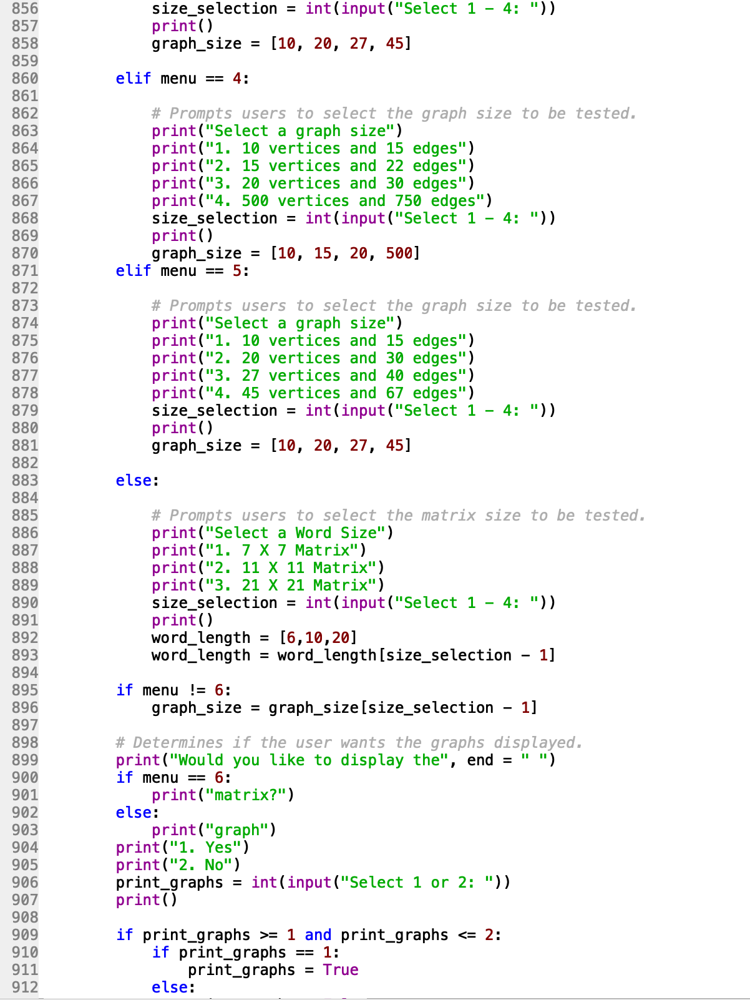 856 size_selection = int(input("Select 1 - 4: "))
857 print()
858 graph_size = [10, 20, 27, 45]
859
860 elif menu == 4:
861
862 # Prompts users to select the graph size to be tested.
863 print("Select a graph size")
864 print("1. 10 vertices and 15 edges")
865 print("2. 15 vertices and 22 edges")
866 print("3. 20 vertices and 30 edges")
867 print("4. 500 vertices and 750 edges")
868 size_selection = int(input("Select 1 - 4: "))
869 print()
870 graph_size = [10, 15, 20, 500]
871 elif menu == 5:
872
873 # Prompts users to select the graph size to be tested.
874 print("Select a graph size")
875 print("1. 10 vertices and 15 edges")
876 print("2. 20 vertices and 30 edges")
877 print("3. 27 vertices and 40 edges")
878 print("4. 45 vertices and 67 edges")
879 size_selection = int(input("Select 1 - 4: "))
880 print()
881 graph_size = [10, 20, 27, 45]
882
883 else:
884
885 # Prompts users to select the matrix size to be tested.
886 print("Select a Word Size")
887 print("1. 7 X 7 Matrix")
888 print("2. 11 X 11 Matrix")
889 print("3. 21 X 21 Matrix")
890 size_selection = int(input("Select 1 - 4: "))
891 print()
892 word_length = [6,10,20]
893 word_length = word_length[size_selection - 1]
894
895 if menu != 6:
896 graph_size = graph_size[size_selection - 1]
897
898 # Determines if the user wants the graphs displayed.
899 print("Would you like to display the", end = " ")
900 if menu == 6:
901 print("matrix?")
902 else:
903 print("graph")
904 print("1. Yes")
905 print("2. No")
906 print_graphs = int(input("Select 1 or 2: "))
907 print()
908
909 if print_graphs >= 1 and print_graphs <= 2:
910 if print_graphs == 1:
911 print_graphs = True
912 else: